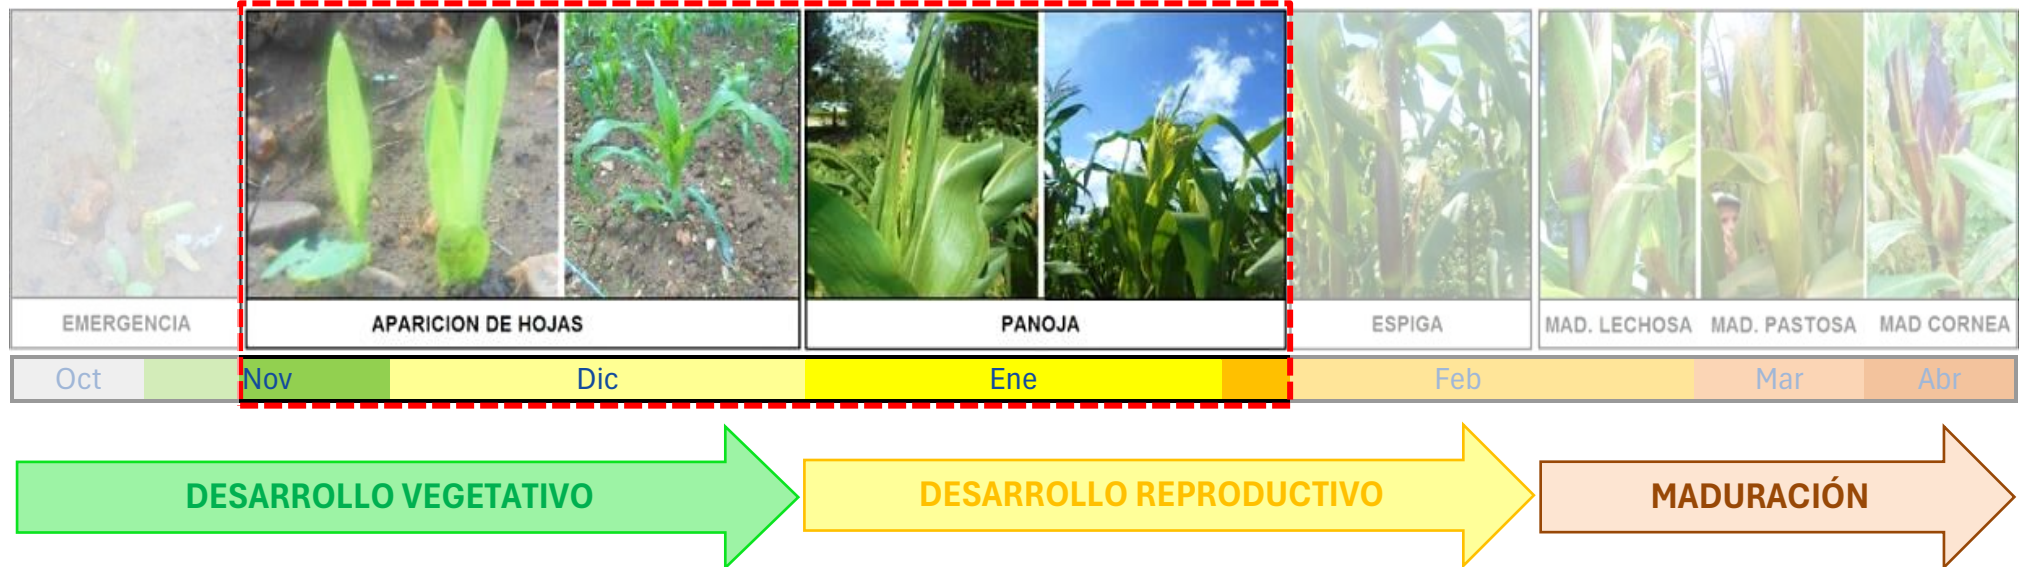 EMERGENCIA
APARICION DE HOJAS
PANOJA
ESPIGA
MAD. LECHOSA
MAD. PASTOSA
MAD CORNEA
Oct
Nov
Dic
Ene
Feb
Mar
Abr
DESARROLLO VEGETATIVO
DESARROLLO REPRODUCTIVO
MADURACIÓN